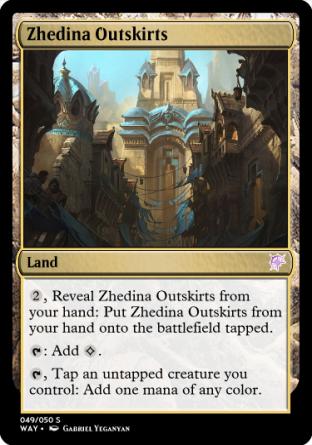 Zhedina Outskirts
Land
2, Reveal Zhedina Outskirts from
your hand: Put Zhedina Outskirts from
your hand onto the battlefield tapped.
: Add .
, Tap an untapped creature you
control: Add one mana of any color.
049/050 S
WAY • Gabriel Yeganyan